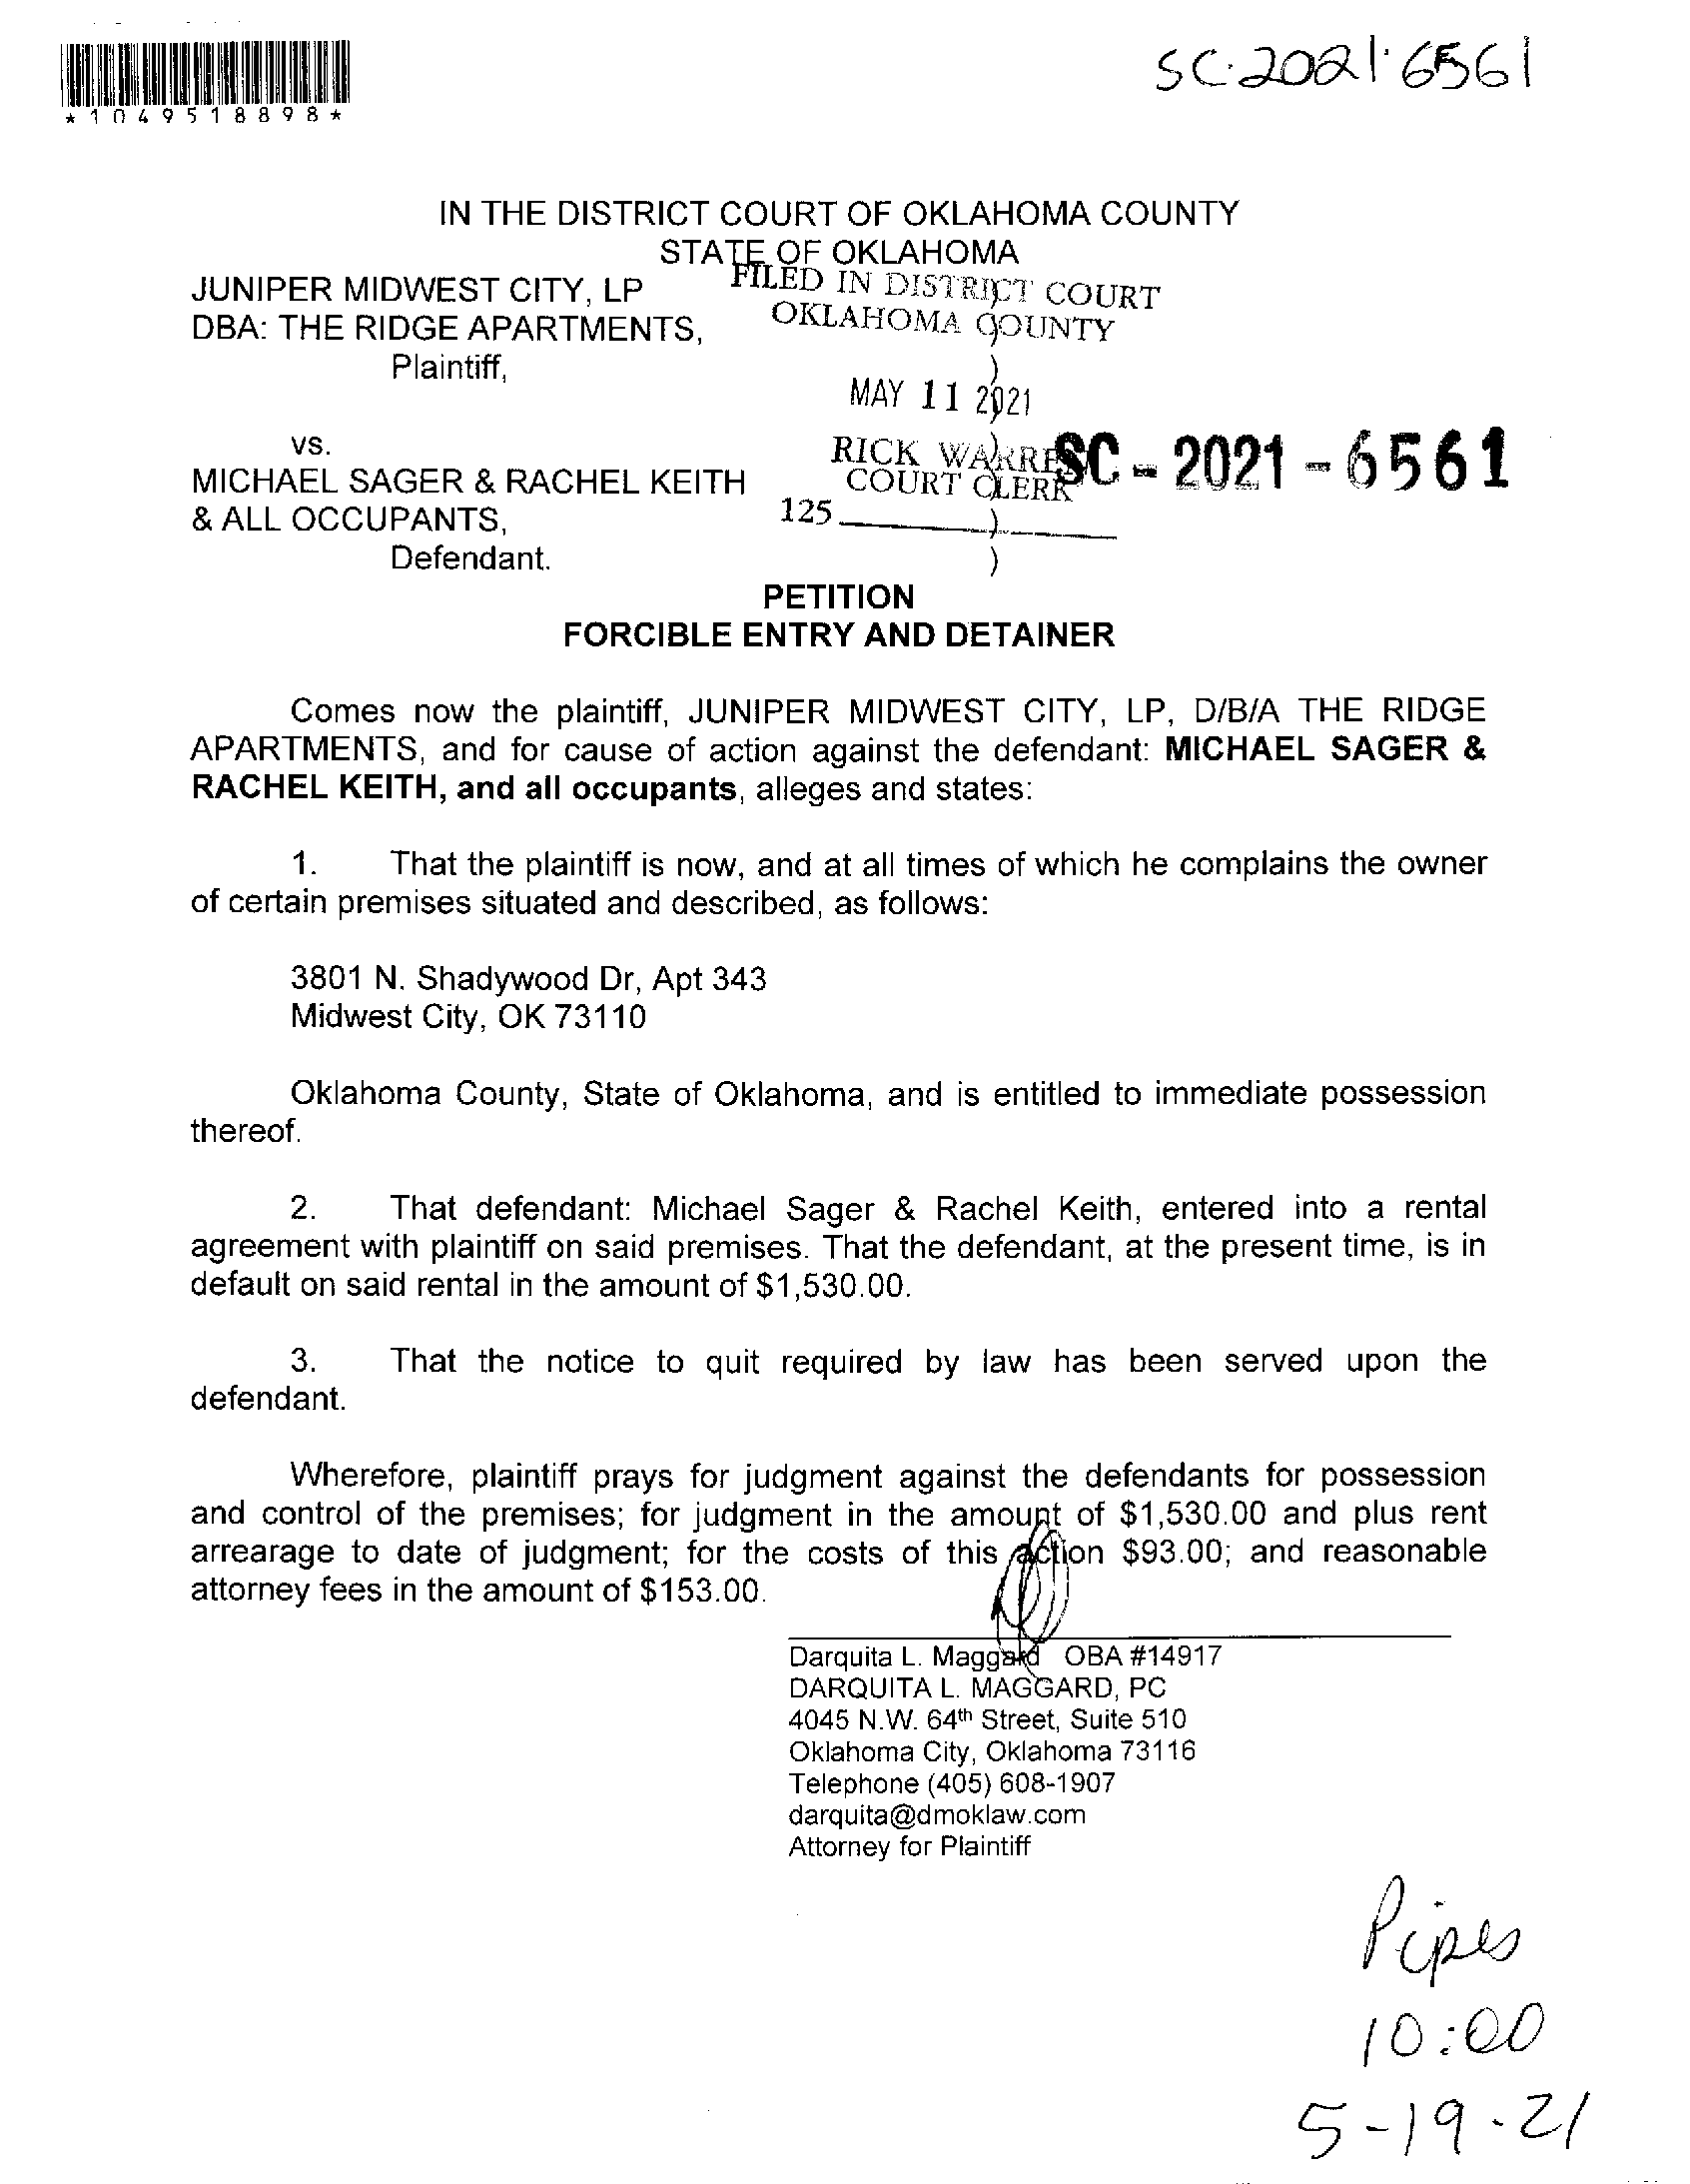 SC-2021-6561
*1049518898*
IN THE DISTRICT COURT OF OKLAHOMA COUNTY
STATE OF OKLAHOMA
FILED IN DISTRICT COURT
OKLAHOMA COUNTY
JUNIPER MIDWEST CITY, LP
DBA: THE RIDGE APARTMENTS,
Plaintiff, )
MAY 11 2021
vs. )
RICK WARREN
COURT CLERK
SC - 2021 - 6561
MICHAEL SAGER & RACHEL KEITH
& ALL OCCUPANTS, )
125
Defendant. )
PETITION
FORCIBLE ENTRY AND DETAINER
Comes now the plaintiff, JUNIPER MIDWEST CITY, LP, D/B/A THE RIDGE
APARTMENTS, and for cause of action against the defendant: MICHAEL SAGER &
RACHEL KEITH, and all occupants, alleges and states:
1. That the plaintiff is now, and at all times of which he complains the owner
of certain premises situated and described, as follows:
3801 N. Shadywood Dr, Apt 343
Midwest City, OK 73110
Oklahoma County, State of Oklahoma, and is entitled to immediate possession
thereof.
2. That defendant: Michael Sager & Rachel Keith, entered into a rental
agreement with plaintiff on said premises. That the defendant, at the present time, is in
default on said rental in the amount of $1,530.00.
3. That the notice to quit required by law has been served upon the
defendant.
Wherefore, plaintiff prays for judgment against the defendants for possession
and control of the premises; for judgment in the amount of $1,530.00 and plus rent
arrearage to date of judgment; for the costs of this action $93.00; and reasonable
attorney fees in the amount of $153.00.
Darquita L. Maggard OBA #14917
DARQUITA L. MAGGARD, PC
4045 N.W. 64th Street, Suite 510
Oklahoma City, Oklahoma 73116
Telephone (405) 608-1907
darquita@dmoklaw.com
Attorney for Plaintiff
Pipes
10:00
5-19-21